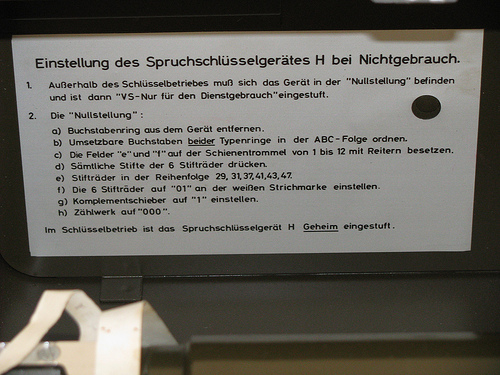 Einstellung des Spruchschlüsselgerätes H bei Nichtgebrauch.
1. Außerhalb des Schlüsselbetriebes muß sich das Gerät in der "Nullstellung" befinden
und ist dann "VS-Nur für den Dienstgebrauch" eingestuft.
2. Die "Nullstellung" :
a) Buchstabenring aus dem Gerät entfernen.
b) Umsetzbare Buchstaben beider Typenringe in der ABC-Folge ordnen.
c) Die Felder "e" und "f" auf der Schienentrommel von 1 bis 12 mit Reitern besetzen.
d) Sämtliche Stifte der 6 Stifträder drücken.
e) Stifträder in der Reihenfolge 29, 31, 37, 41, 43, 47.
f) Die 6 Stifträder auf "01" an der weißen Strichmarke einstellen.
g) Komplementschieber auf "1" einstellen.
h) Zählwerk auf "000".
Im Schlüsselbetrieb ist das Spruchschlüsselgerät H Geheim eingestuft.